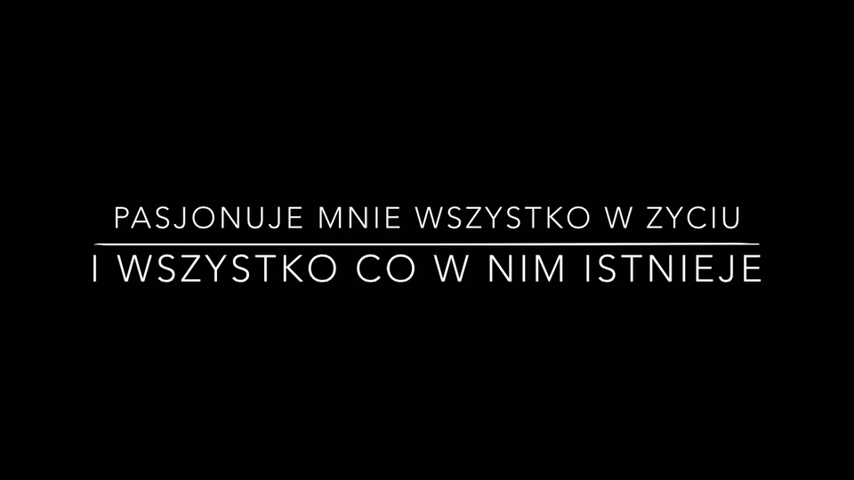 PASJONUJE MNIE WSZYSTKO W ZYCIU
I WSZYSTKO CO W NIM ISTNIEJE